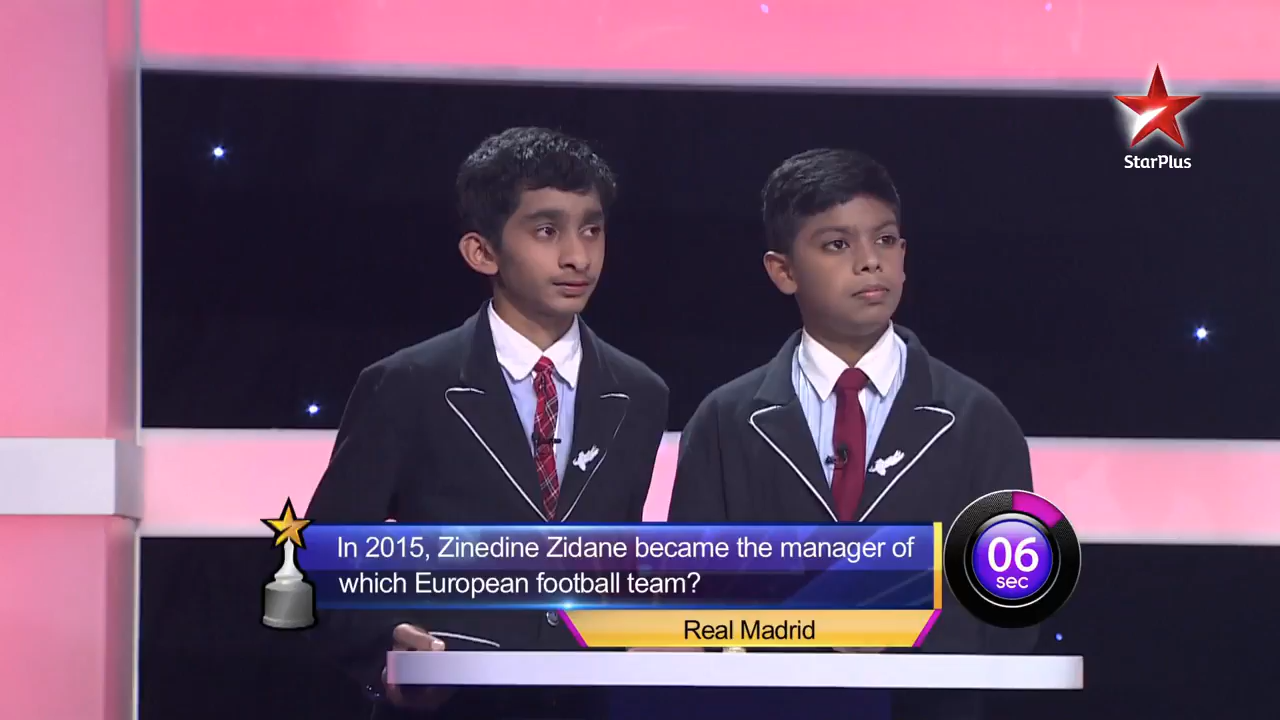 StarPlus
In 2015, Zinedine Zidane became the manager of
which European football team?
06
sec
Real Madrid